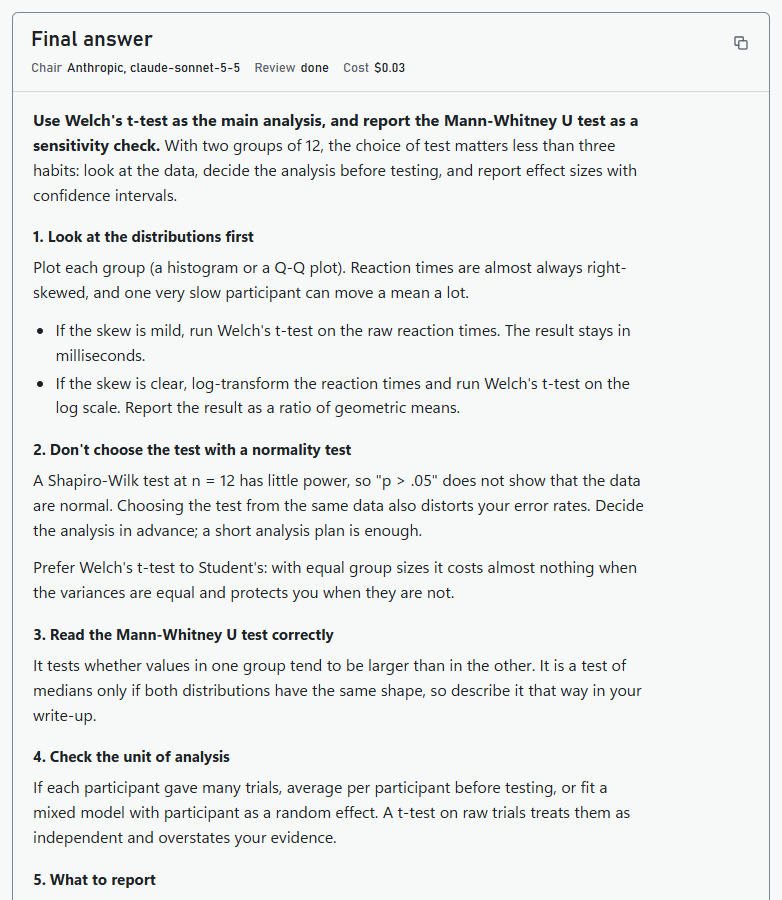 Final answer
Chair Anthropic, claude-sonnet-5-5 Review done Cost $0.03
Use Welch's t-test as the main analysis, and report the Mann-Whitney U test as a
sensitivity check. With two groups of 12, the choice of test matters less than three
habits: look at the data, decide the analysis before testing, and report effect sizes with
confidence intervals.
1. Look at the distributions first
Plot each group (a histogram or a Q-Q plot). Reaction times are almost always right-
skewed, and one very slow participant can move a mean a lot.
• If the skew is mild, run Welch's t-test on the raw reaction times. The result stays in
milliseconds.
• If the skew is clear, log-transform the reaction times and run Welch's t-test on the
log scale. Report the result as a ratio of geometric means.
2. Don't choose the test with a normality test
A Shapiro-Wilk test at n = 12 has little power, so "p > .05" does not show that the data
are normal. Choosing the test from the same data also distorts your error rates. Decide
the analysis in advance; a short analysis plan is enough.
Prefer Welch's t-test to Student's: with equal group sizes it costs almost nothing when
the variances are equal and protects you when they are not.
3. Read the Mann-Whitney U test correctly
It tests whether values in one group tend to be larger than in the other. It is a test of
medians only if both distributions have the same shape, so describe it that way in your
write-up.
4. Check the unit of analysis
If each participant gave many trials, average per participant before testing, or fit a
mixed model with participant as a random effect. A t-test on raw trials treats them as
independent and overstates your evidence.
5. What to report